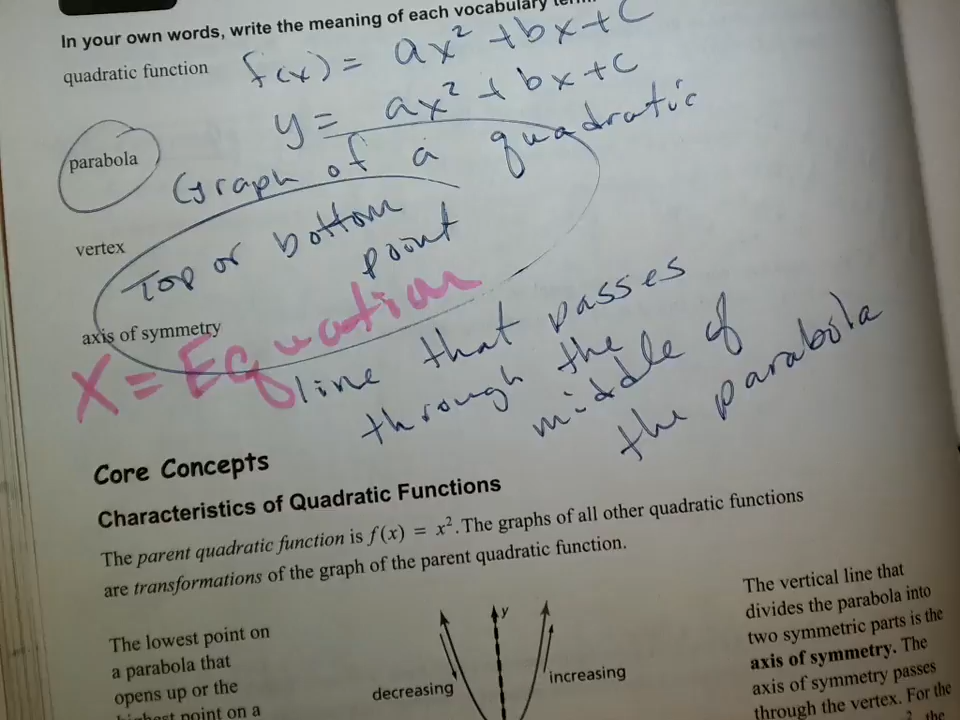 In your own words, write the meaning of each vocabulary
quadratic function f(x) = ax² + bx + c
y = ax² + bx + c
parabola Graph of a quadratic
vertex Top or bottom
point
axis of symmetry
X = Equation
line that passes
through the
middle of
the parabola
Core Concepts
Characteristics of Quadratic Functions
The parent quadratic function is f(x) = x². The graphs of all other quadratic functions
are transformations of the graph of the parent quadratic function.
The lowest point on
a parabola that
opens up or the
point on a
y
decreasing
increasing
The vertical line that
divides the parabola into
two symmetric parts is the
axis of symmetry. The
axis of symmetry passes
through the vertex. For the